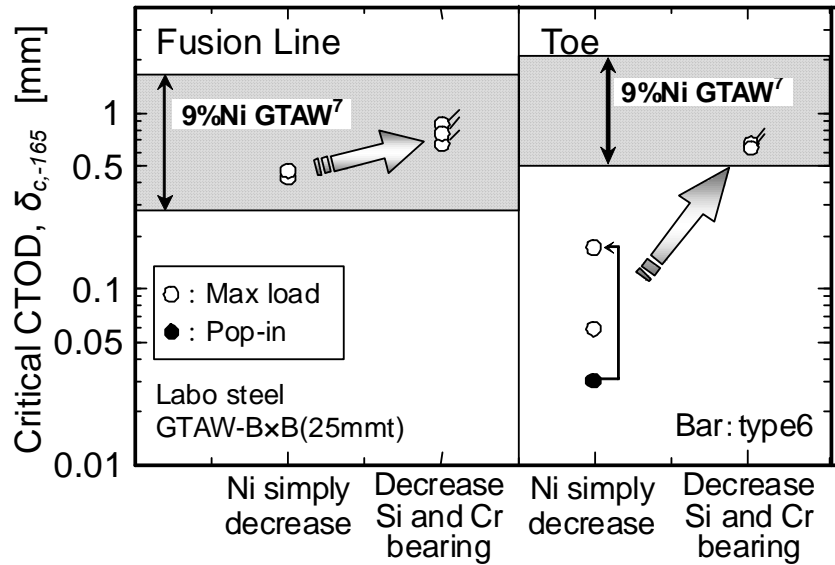 Fusion Line
Toe
9%Ni GTAW7
9%Ni GTAW7
Critical CTOD, δc,-165 [mm]
1
0.5
0.1
0.05
0.01
○ : Max load
● : Pop-in
Labo steel
GTAW-B×B(25mmt)
Bar:type6
Ni simply
decrease
Decrease
Si and Cr
bearing
Ni simply
decrease
Decrease
Si and Cr
bearing